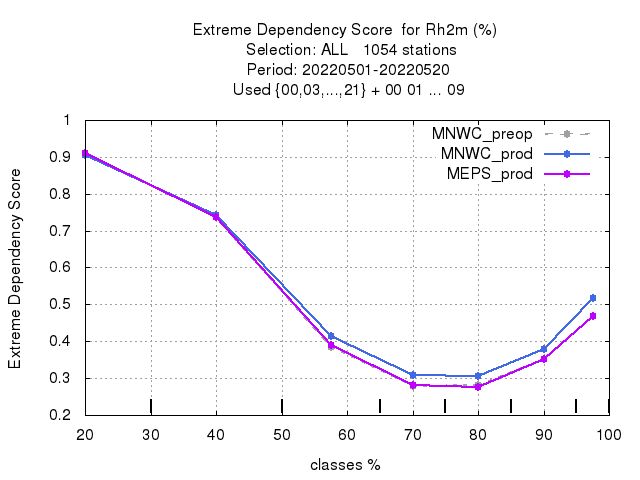 Extreme Dependency Score  for Rh2m (%)
Selection: ALL   1054 stations
Period: 20220501-20220520
Used {00,03,...,21} + 00 01 ... 09
MNWC_preop
MNWC_prod
MEPS_prod
Extreme Dependency Score
1
0.9
0.8
0.7
0.6
0.5
0.4
0.3
0.2
20 30 40 50 60 70 80 90 100
classes %